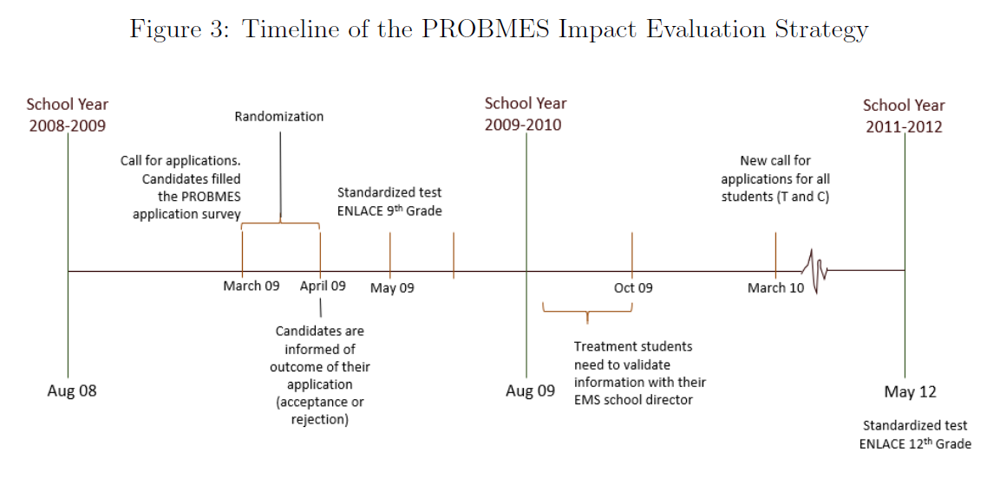 Figure 3: Timeline of the PROBMES Impact Evaluation Strategy
School Year
2008-2009
Randomization
School Year
2009-2010
School Year
2011-2012
Call for applications.
Candidates filled
the PROBMES
application survey
Standardized test
ENLACE 9th Grade
New call for
applications for all
students (T and C)
March 09
April 09
May 09
Oct 09
March 10
Candidates are
informed of
outcome of their
application
(acceptance or
rejection)
Treatment students
need to validate
information with their
EMS school director
Aug 08
Aug 09
May 12
Standardized test
ENLACE 12th Grade